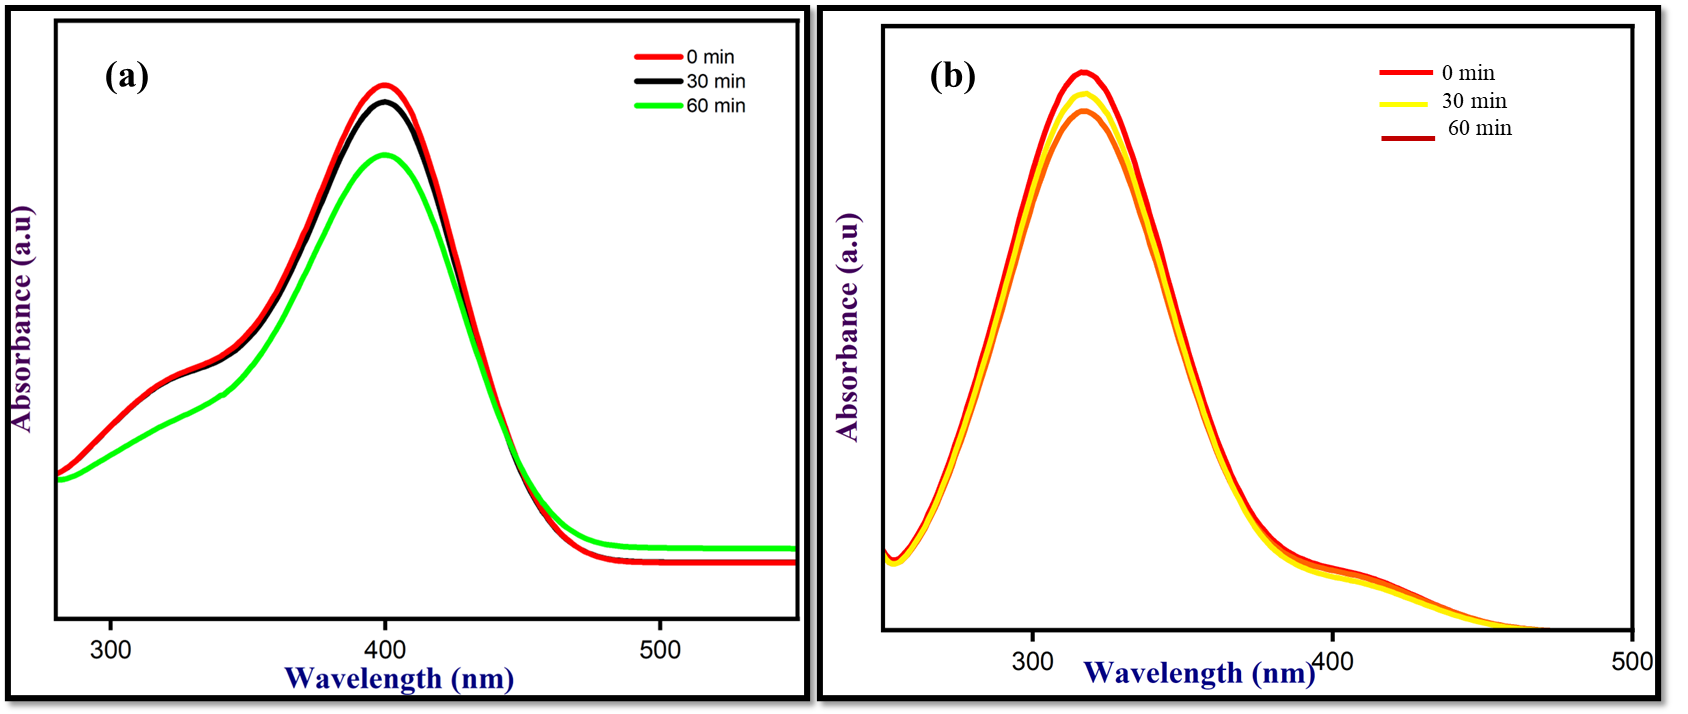 (a)
0 min
30 min
60 min
Absorbance (a.u)
300
400
500
Wavelength (nm)
(b)
0 min
30 min
60 min
Absorbance (a.u)
300
400
500
Wavelength (nm)